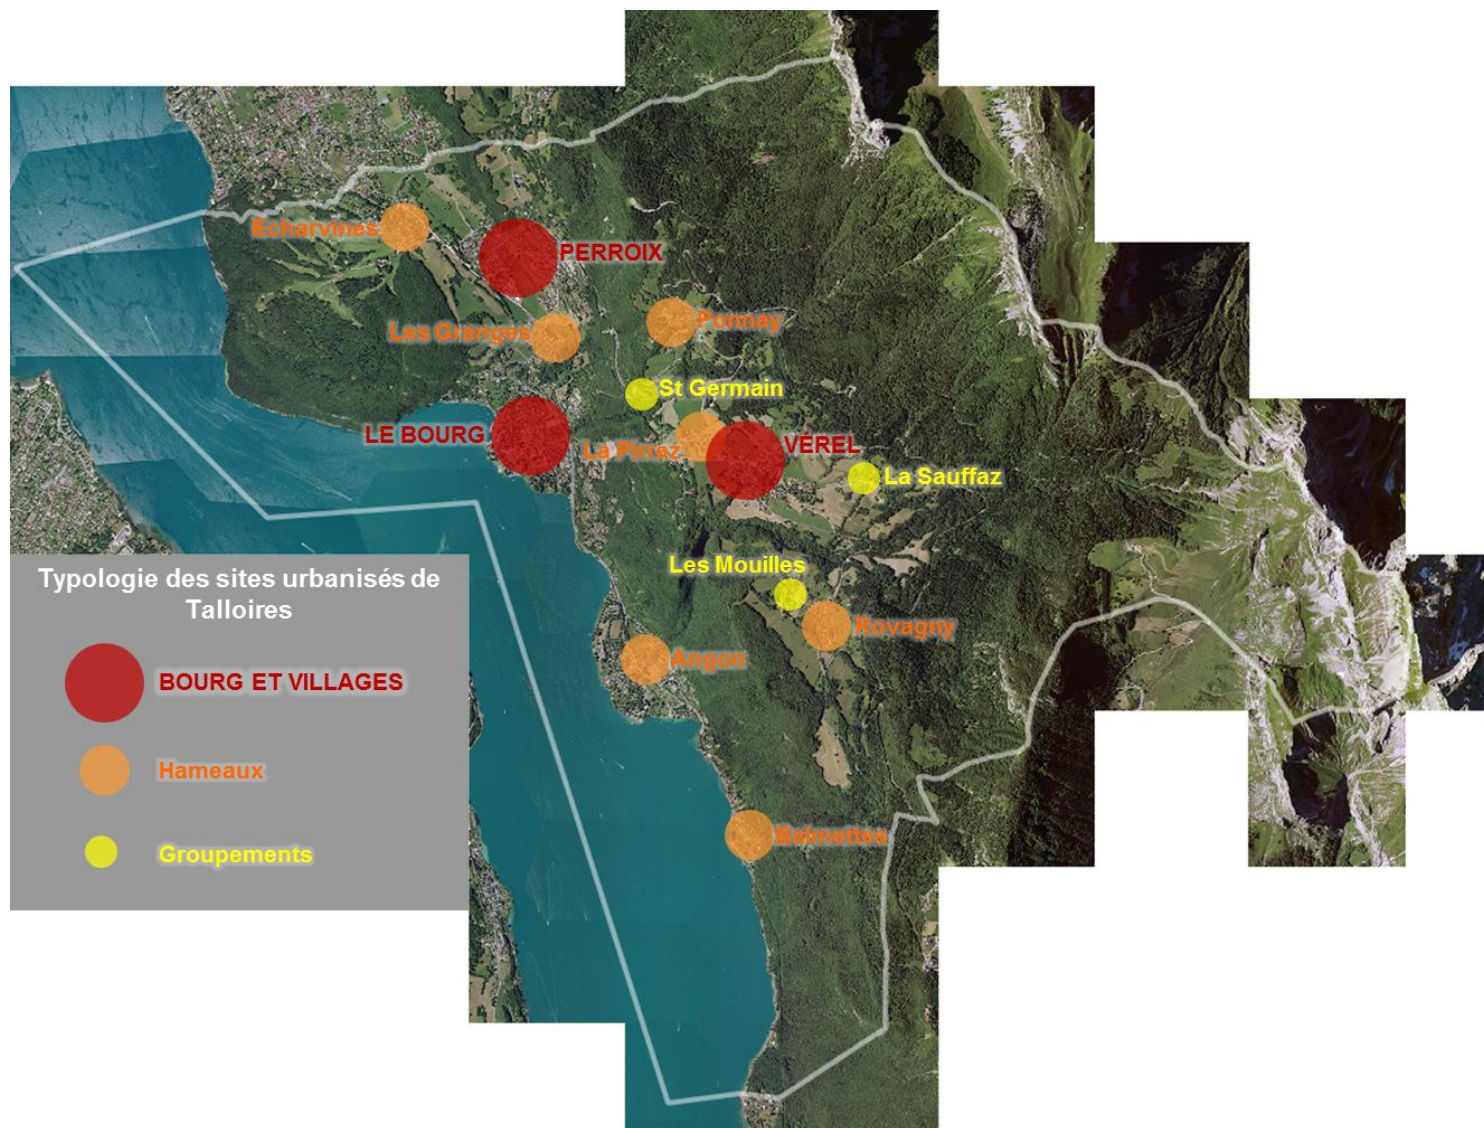 Echarvines
PERROIX
Les Granges
Ponnay
St Germain
LE BOURG
La Pirraz
VÉREL
La Sauffaz
Les Mouilles
Rovagny
Angon
Balmettes
Typologie des sites urbanisés de
Talloires
BOURG ET VILLAGES
Hameaux
Groupements